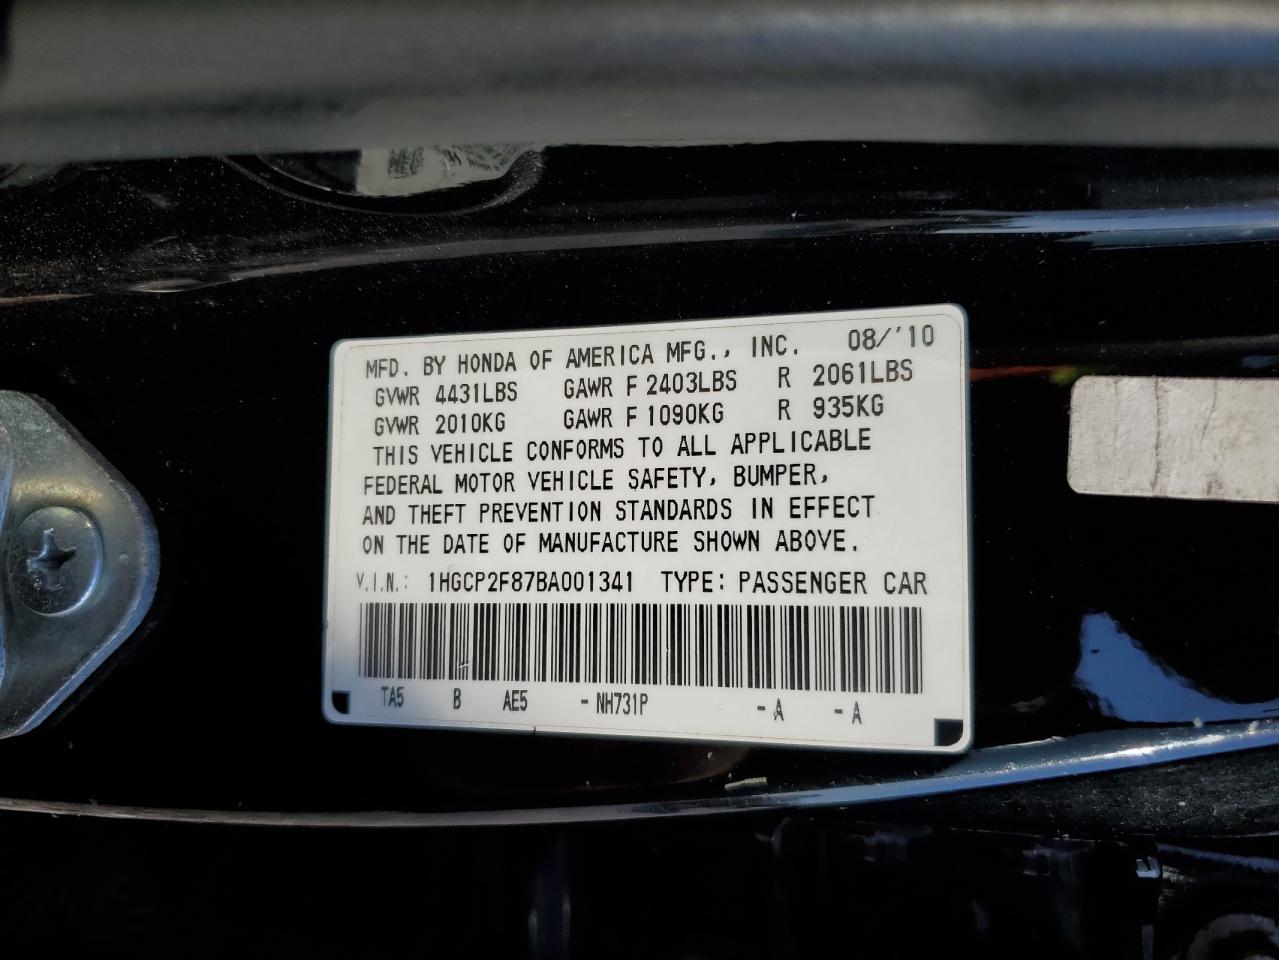 MFD. BY HONDA OF AMERICA MFG., INC. 08/'10
GVWR 4431LBS GAWR F 2403LBS R 2061LBS
GVWR 2010KG GAWR F 1090KG R 935KG
THIS VEHICLE CONFORMS TO ALL APPLICABLE
FEDERAL MOTOR VEHICLE SAFETY, BUMPER,
AND THEFT PREVENTION STANDARDS IN EFFECT
ON THE DATE OF MANUFACTURE SHOWN ABOVE.
V.I.N.: 1HGCP2F87BA001341 TYPE: PASSENGER CAR
TA5 B AE5 -NH731P -A -A